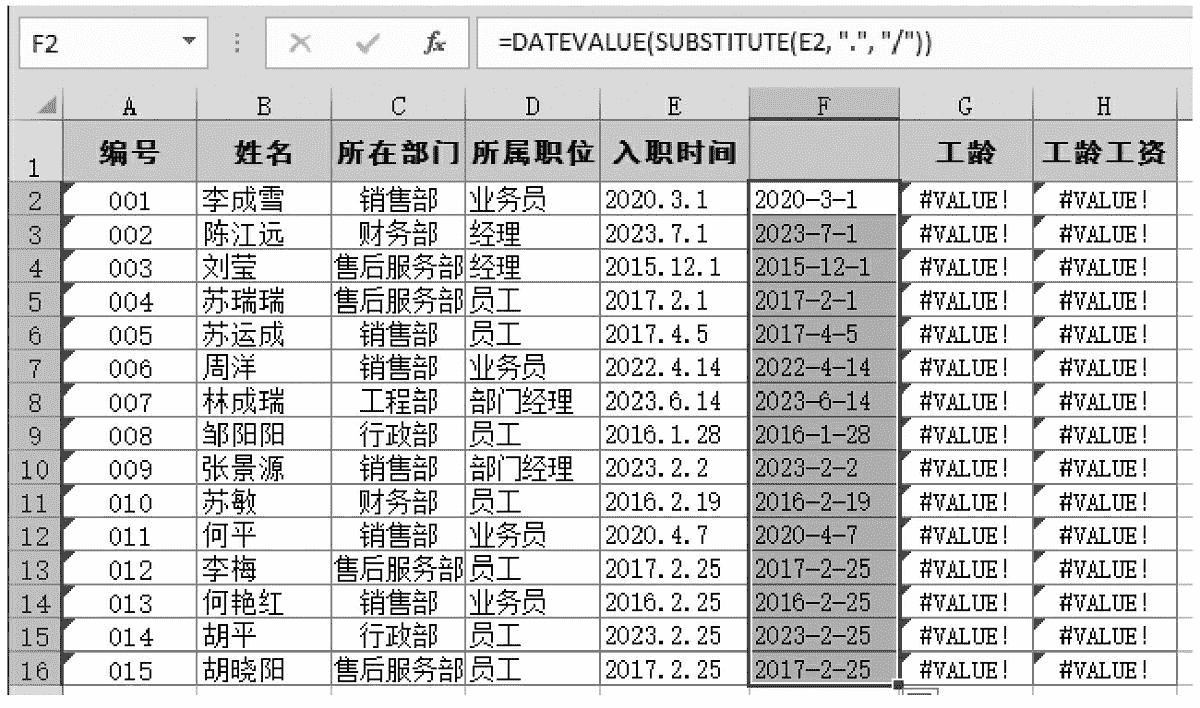 F2 =DATEVALUE(SUBSTITUTE(E2, ".", "/"))
A B C D E F G H
1 编号 姓名 所在部门 所属职位 入职时间 工龄 工龄工资
2 001 李成雪 销售部 业务员 2020.3.1 2020-3-1 #VALUE! #VALUE!
3 002 陈江远 财务部 经理 2023.7.1 2023-7-1 #VALUE! #VALUE!
4 003 刘莹 售后服务部 经理 2015.12.1 2015-12-1 #VALUE! #VALUE!
5 004 苏瑞瑞 售后服务部 员工 2017.2.1 2017-2-1 #VALUE! #VALUE!
6 005 苏运成 销售部 员工 2017.4.5 2017-4-5 #VALUE! #VALUE!
7 006 周洋 销售部 业务员 2022.4.14 2022-4-14 #VALUE! #VALUE!
8 007 林成瑞 工程部 部门经理 2023.6.14 2023-6-14 #VALUE! #VALUE!
9 008 邹阳阳 行政部 员工 2016.1.28 2016-1-28 #VALUE! #VALUE!
10 009 张景源 销售部 部门经理 2023.2.2 2023-2-2 #VALUE! #VALUE!
11 010 苏敏 财务部 员工 2016.2.19 2016-2-19 #VALUE! #VALUE!
12 011 何平 销售部 业务员 2020.4.7 2020-4-7 #VALUE! #VALUE!
13 012 李梅 售后服务部 员工 2017.2.25 2017-2-25 #VALUE! #VALUE!
14 013 何艳红 销售部 业务员 2016.2.25 2016-2-25 #VALUE! #VALUE!
15 014 胡平 行政部 员工 2023.2.25 2023-2-25 #VALUE! #VALUE!
16 015 胡晓阳 售后服务部 员工 2017.2.25 2017-2-25 #VALUE! #VALUE!